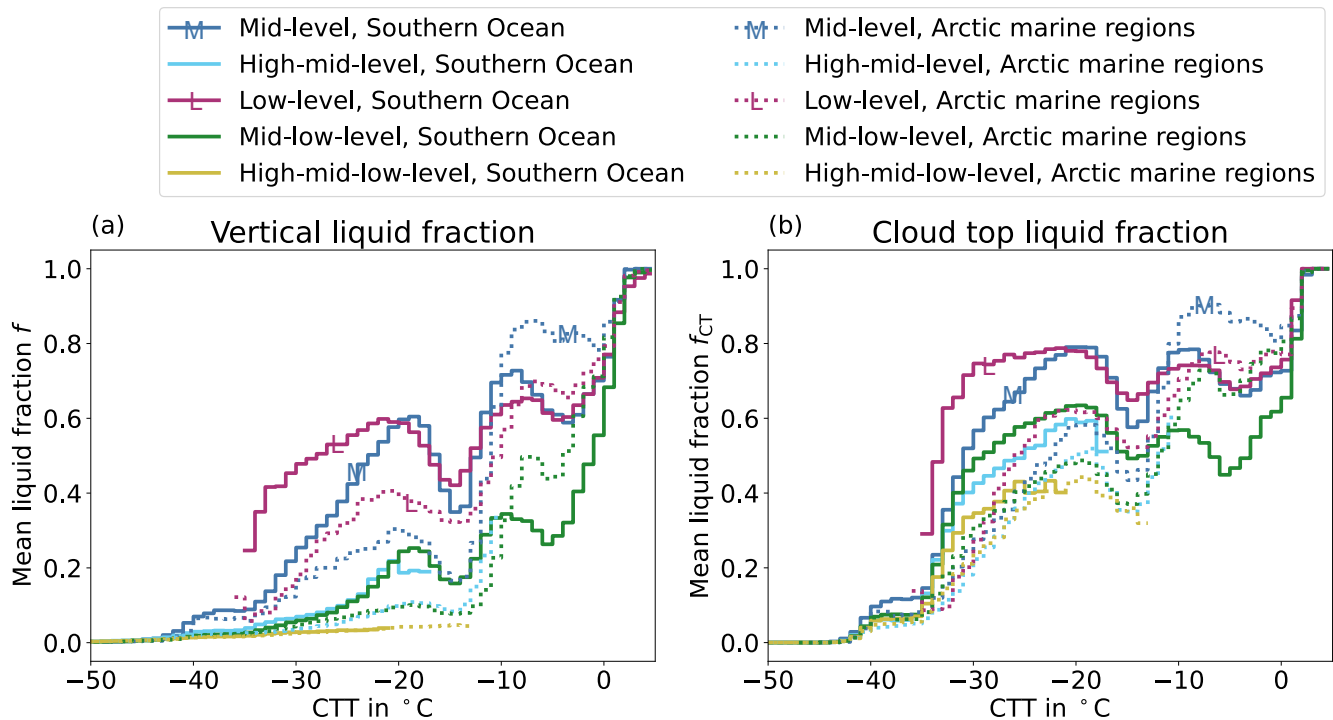 M Mid-level, Southern Ocean
High-mid-level, Southern Ocean
L Low-level, Southern Ocean
Mid-low-level, Southern Ocean
High-mid-low-level, Southern Ocean
M Mid-level, Arctic marine regions
High-mid-level, Arctic marine regions
L Low-level, Arctic marine regions
Mid-low-level, Arctic marine regions
High-mid-low-level, Arctic marine regions
(a)
Vertical liquid fraction
Mean liquid fraction f
1.0
0.8
0.6
0.4
0.2
0.0
M
L
M
L
−50 −40 −30 −20 −10 0
CTT in °C
(b)
Cloud top liquid fraction
Mean liquid fraction fCT
1.0
0.8
0.6
0.4
0.2
0.0
M
L
L
M
−50 −40 −30 −20 −10 0
CTT in °C